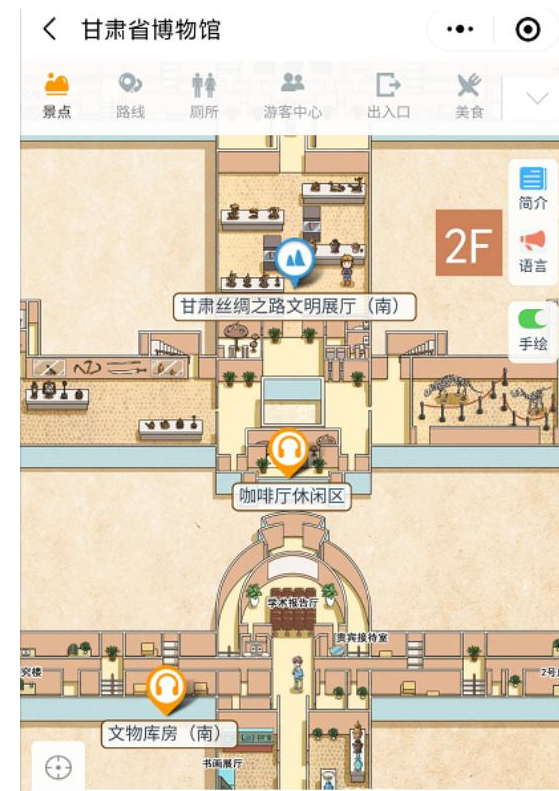 甘肃省博物馆
景点 路线 厕所 游客中心 出入口 美食
简介
2F
语言
甘肃丝绸之路文明展厅（南）
手绘
咖啡厅休闲区
学术报告厅
贵宾接待室
究楼
文物库房（南）
书画展厅